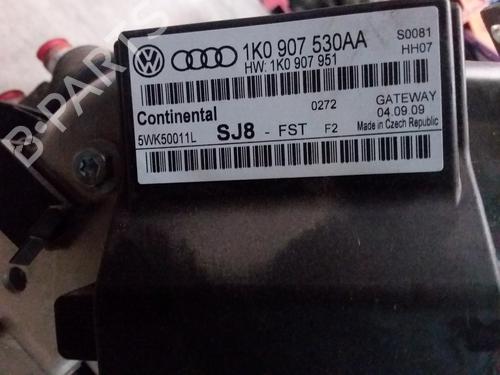 1K0 907 530AA
S0081
HW: 1K0 907 951
HH07
Continental
0272
GATEWAY
04.09.09
5WK50011L
SJ8 - FST F2
Made in Czech Republic
B-PARTS